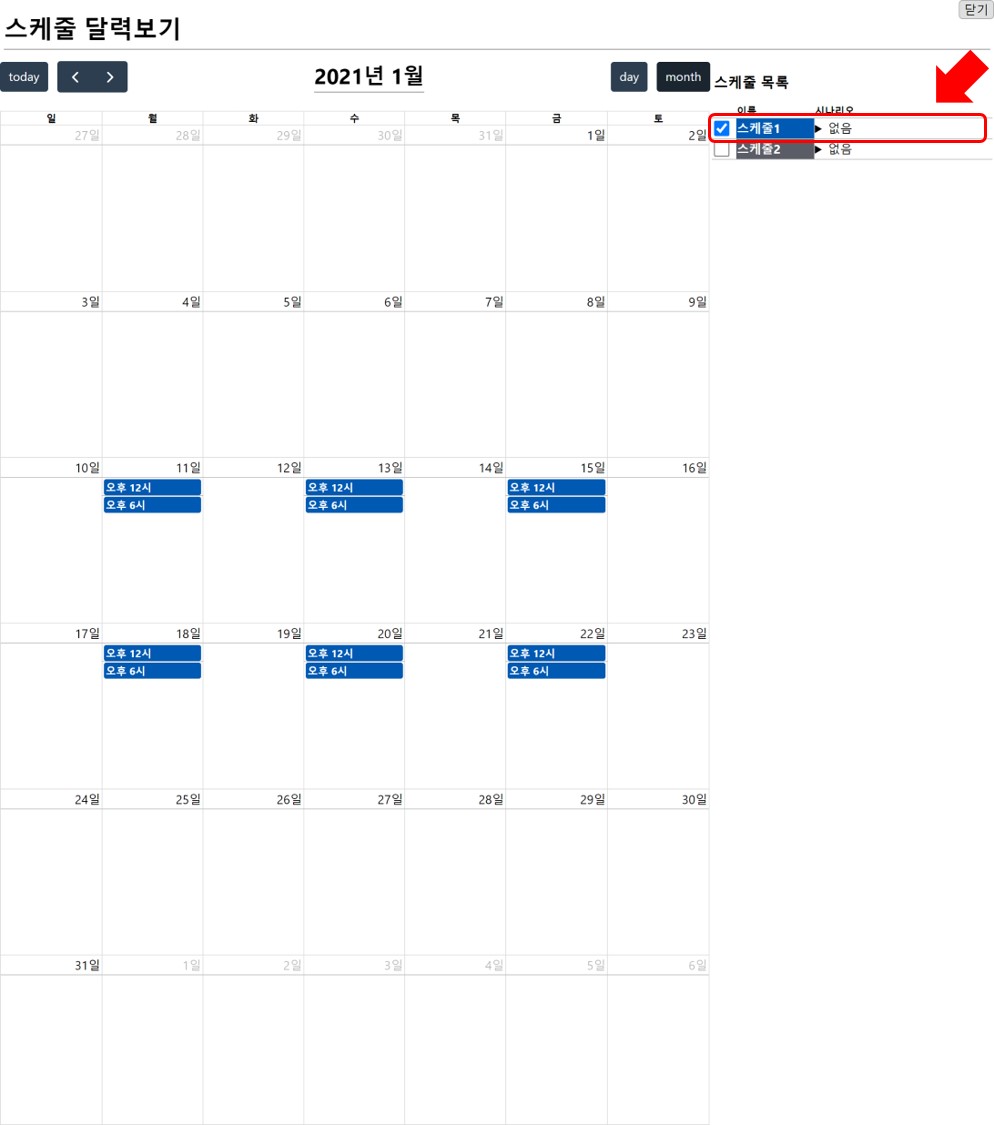 닫기
스케줄 달력보기
today
2021년 1월
day month
스케줄 목록
이름 시나리오
스케줄1 ▶ 없음
스케줄2 ▶ 없음
일 월 화 수 목 금 토
27일 28일 29일 30일 31일 1일 2일
3일 4일 5일 6일 7일 8일 9일
10일 11일 12일 13일 14일 15일 16일
오후 12시 오후 12시 오후 12시
오후 6시 오후 6시 오후 6시
17일 18일 19일 20일 21일 22일 23일
오후 12시 오후 12시 오후 12시
오후 6시 오후 6시 오후 6시
24일 25일 26일 27일 28일 29일 30일
31일 1일 2일 3일 4일 5일 6일